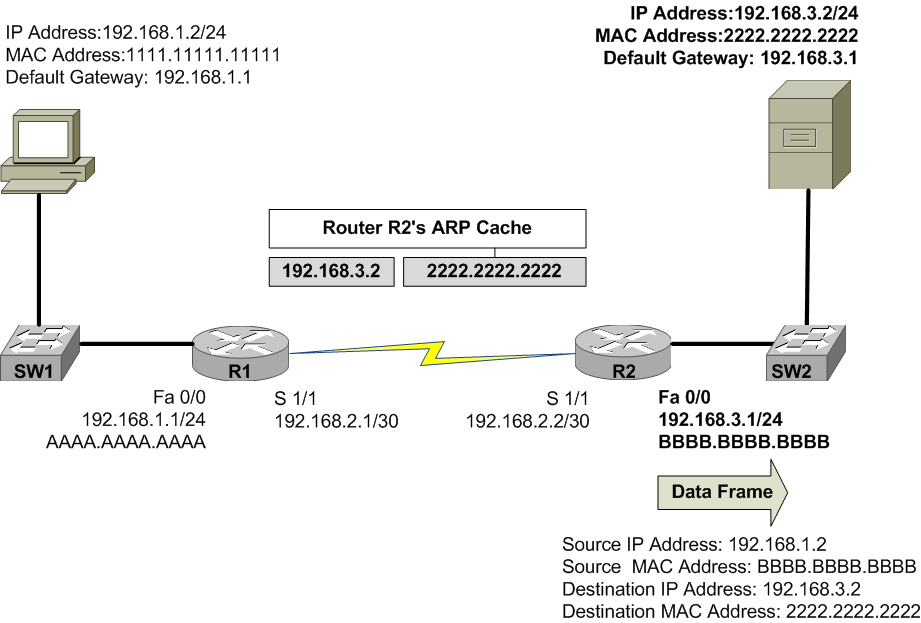 IP Address:192.168.1.2/24
MAC Address:1111.11111.11111
Default Gateway: 192.168.1.1
IP Address:192.168.3.2/24
MAC Address:2222.2222.2222
Default Gateway: 192.168.3.1
Router R2's ARP Cache
192.168.3.2
2222.2222.2222
SW1
R1
R2
SW2
Fa 0/0
192.168.1.1/24
AAAA.AAAA.AAAA
S 1/1
192.168.2.1/30
S 1/1
192.168.2.2/30
Fa 0/0
192.168.3.1/24
BBBB.BBBB.BBBB
Data Frame
Source IP Address: 192.168.1.2
Source  MAC Address: BBBB.BBBB.BBBB
Destination IP Address: 192.168.3.2
Destination MAC Address: 2222.2222.2222